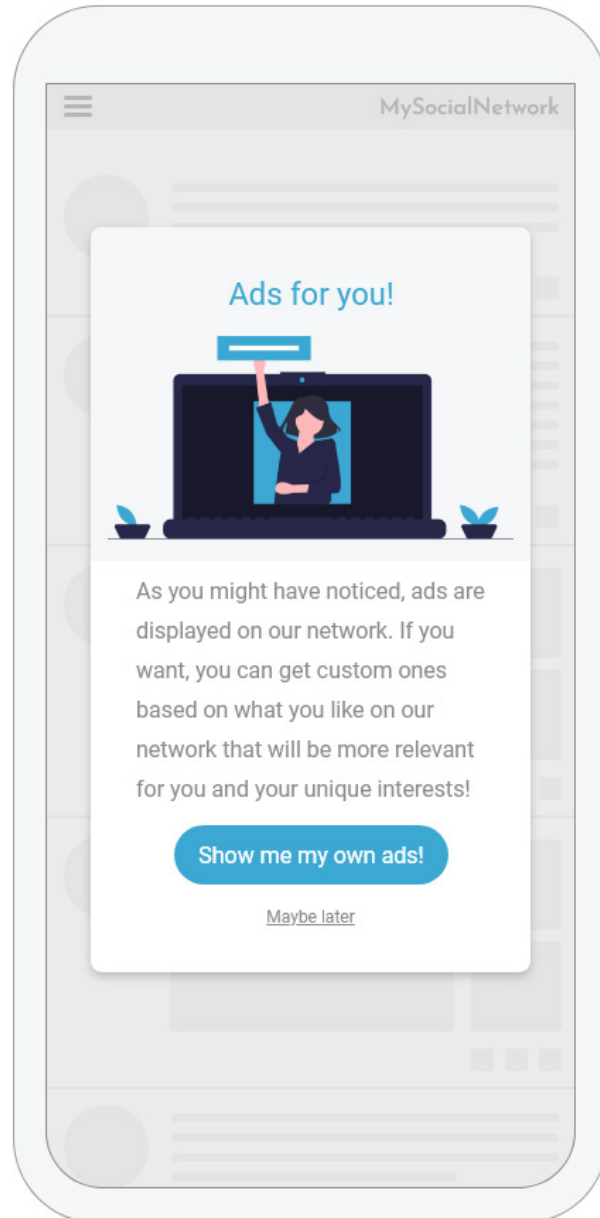 MySocialNetwork
Ads for you!
As you might have noticed, ads are
displayed on our network. If you
want, you can get custom ones
based on what you like on our
network that will be more relevant
for you and your unique interests!
Show me my own ads!
Maybe later